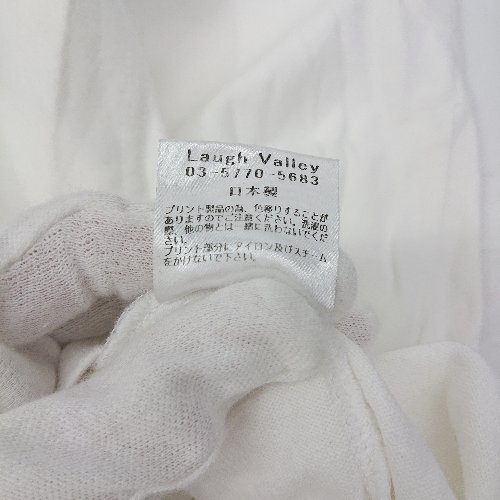 Laugh Valley
03-5770-5683
日本製
プリント製品の為、色移りすることが
ありますのでご注意ください。洗濯の
際、他の物とは一緒に洗わないでくだ
さい。
プリント部分にアイロン及びスチーム
をかけないで下さい。